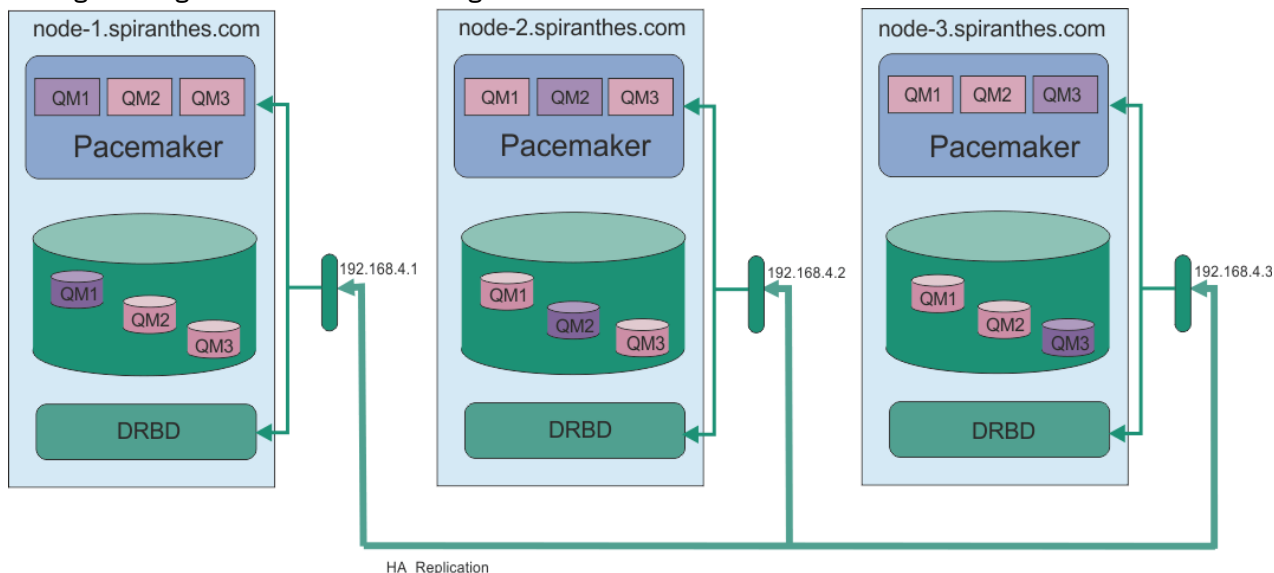 node-1.spiranthes.com
QM1 QM2 QM3
Pacemaker
QM1
QM2
QM3
DRBD
192.168.4.1
node-2.spiranthes.com
QM1 QM2 QM3
Pacemaker
QM1
QM2
QM3
DRBD
192.168.4.2
node-3.spiranthes.com
QM1 QM2 QM3
Pacemaker
QM1
QM2
QM3
DRBD
192.168.4.3
HA Replication